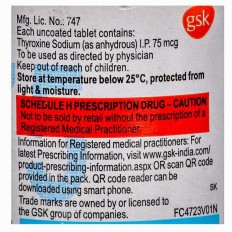 Mfg. Lic. No.: 747
gsk
Each uncoated tablet contains:
Thyroxine Sodium (as anhydrous) I.P. 75 mcg
To be used as directed by physician
Keep out of reach of children.
Store at temperature below 25°C, protected from
light & moisture.
SCHEDULE H PRESCRIPTION DRUG – CAUTION
Not to be sold by retail without the prescription of a
Registered Medical Practitioner.
Information for Registered medical practitioners: For
latest Prescribing Information, visit www.gsk-india.com/
product-prescribing-information.aspx OR scan QR code
provided in the pack. QR code reader can be
downloaded using smart phone.
SK
Trade marks are owned by or licensed to
the GSK group of companies.
FC4723V01N